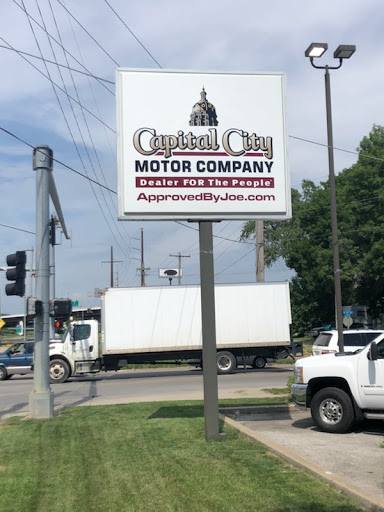 Capital City
MOTOR COMPANY
Dealer FOR The People
ApprovedByJoe.com